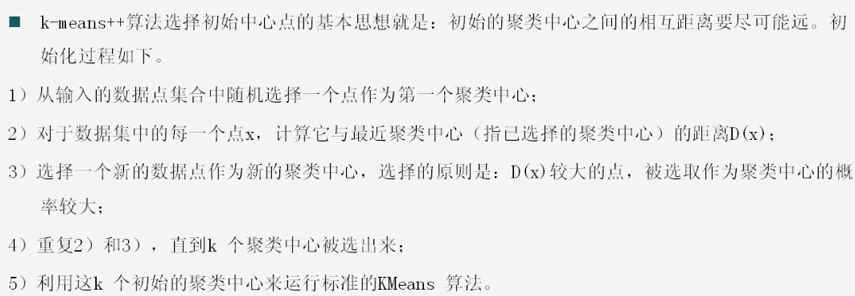 ■ k-means++算法选择初始中心点的基本思想就是：初始的聚类中心之间的相互距离要尽可能远。初
始化过程如下。
1）从输入的数据点集合中随机选择一个点作为第一个聚类中心；
2）对于数据集中的每一个点x，计算它与最近聚类中心（指已选择的聚类中心）的距离D(x)；
3）选择一个新的数据点作为新的聚类中心，选择的原则是：D(x)较大的点，被选取作为聚类中心的概
率较大；
4）重复2）和3），直到k 个聚类中心被选出来；
5）利用这k 个初始的聚类中心来运行标准的KMeans 算法。